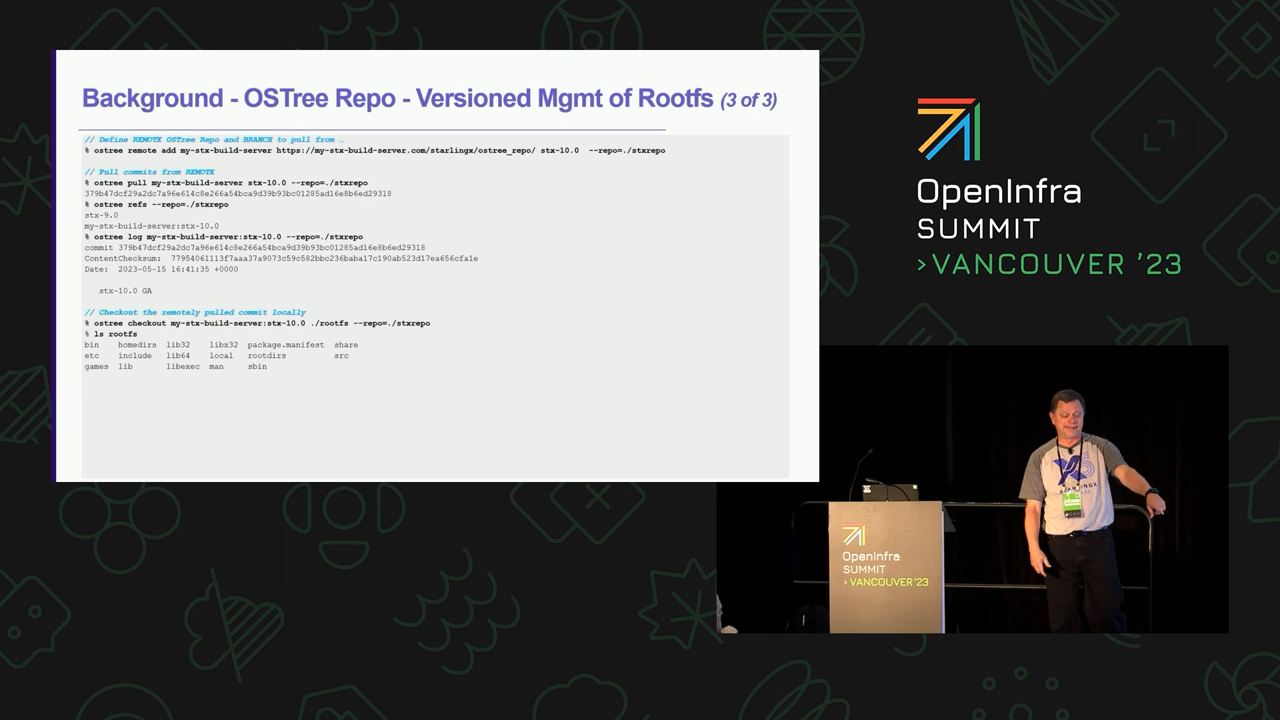 Background - OSTree Repo - Versioned Mgmt of Rootfs (3 of 3)
// Define REMOTE OSTree Repo and BRANCH to pull from …
% ostree remote add my-stx-build-server https://my-stx-build-server.com/starlingx/ostree_repo/ stx-10.0  --repo=./stxrepo
// Pull commits from REMOTE
% ostree pull my-stx-build-server stx-10.0 --repo=./stxrepo
379b47dcf29a2dc7a96e614c8e266a54bca9d39b93bc01285ad16e8b6ed29318
% ostree refs --repo=./stxrepo
stx-9.0
my-stx-build-server:stx-10.0
% ostree log my-stx-build-server:stx-10.0 --repo=./stxrepo
commit 379b47dcf29a2dc7a96e614c8e266a54bca9d39b93bc01285ad16e8b6ed29318
ContentChecksum:  77954061113f7aaa37a9073c59c582bbc236baba17c190ab523d17ea656cfa1e
Date:  2023-05-15 16:41:35 +0000
stx-10.0 GA
// Checkout the remotely pulled commit locally
% ostree checkout my-stx-build-server:stx-10.0 ./rootfs --repo=./stxrepo
% ls rootfs
bin    homedirs  lib32    libx32  package.manifest  share
etc    include   lib64    local   rootdirs          src
games  lib       libexec  man     sbin
OpenInfra
SUMMIT
>VANCOUVER '23
OpenInfra
SUMMIT
> VANCOUVER '23